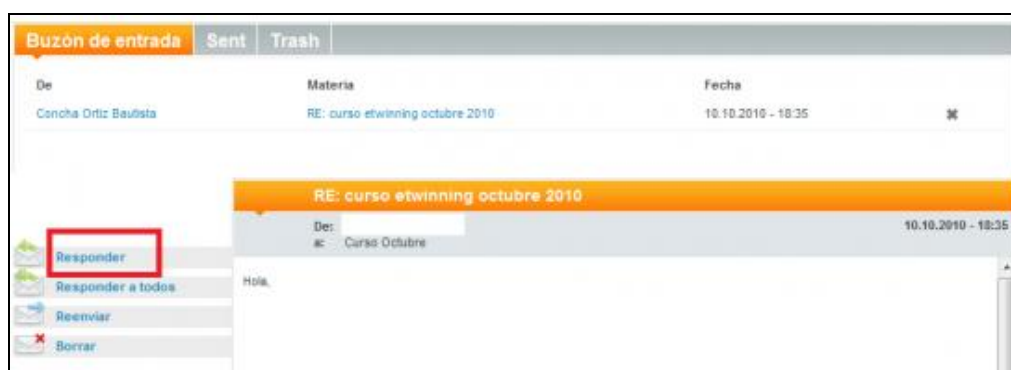 Buzón de entrada Sent Trash
De Materia Fecha
Concha Ortiz Bautista RE: curso etwinning octubre 2010 10.10.2010 - 18:35
RE: curso etwinning octubre 2010
De: 10.10.2010 - 18:35
a: Curso Octubre
Responder
Responder a todos
Reenviar
Borrar
Hola,